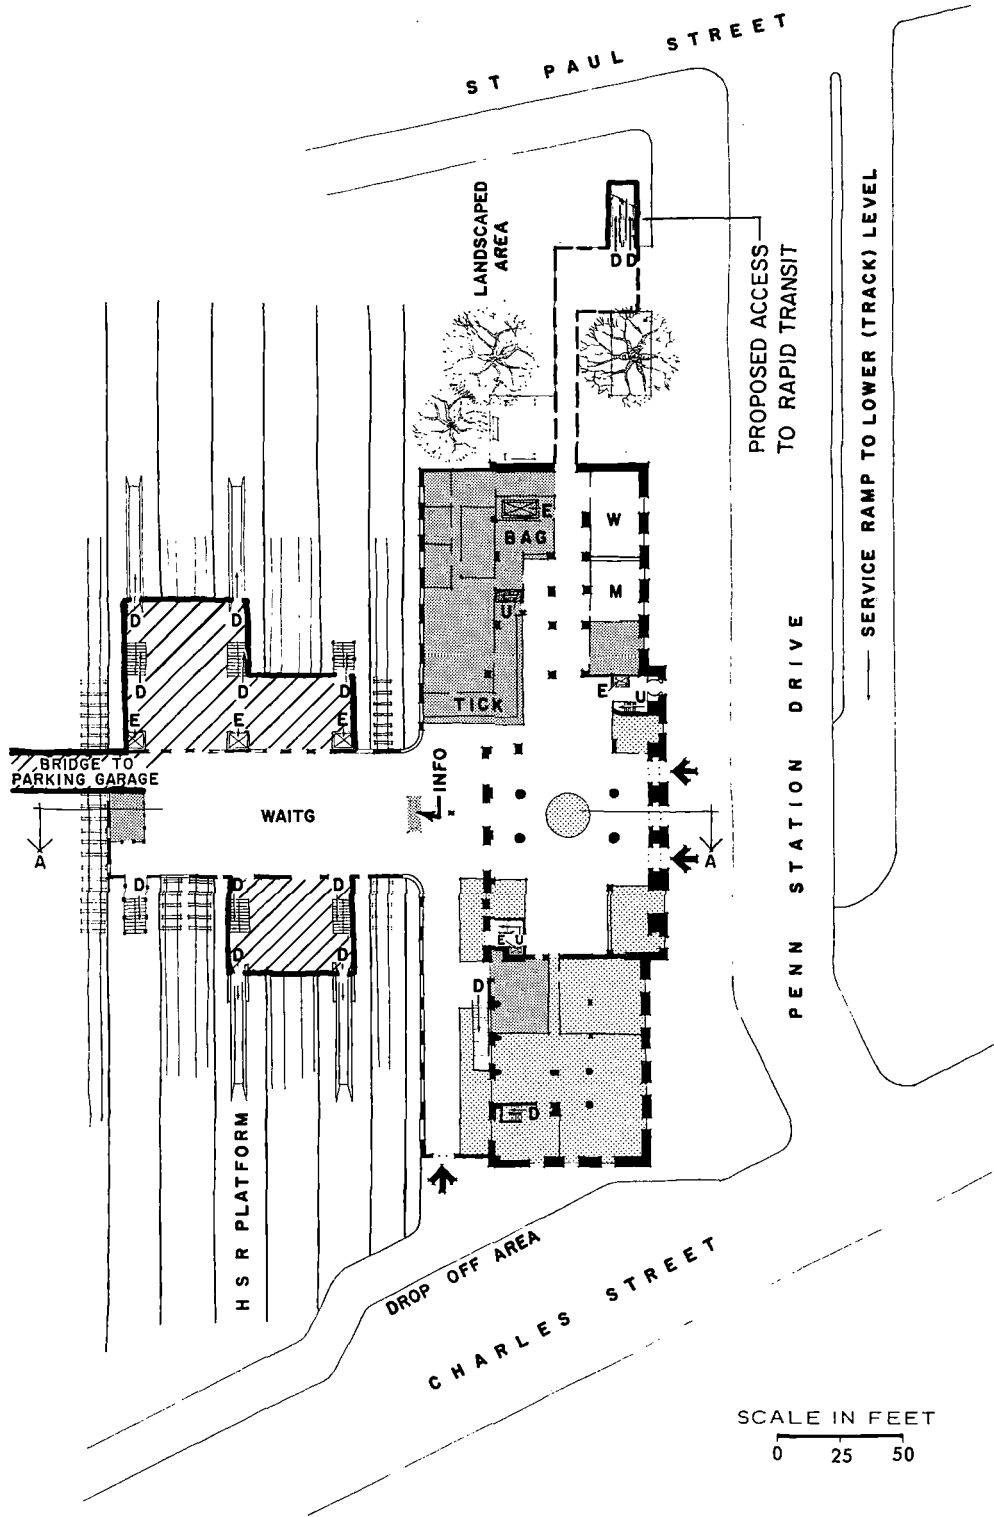 ST PAUL STREET
LANDSCAPED
AREA
D D
PROPOSED ACCESS
TO RAPID TRANSIT
SERVICE RAMP TO LOWER (TRACK) LEVEL
E
W
BAG
M
U
D
D
D
D
D
E
U
E
E
E
TICK
PENN STATION DRIVE
BRIDGE TO
PARKING GARAGE
INFO
WAITG
A
A
D
D
D
E
U
D
D
D
D
HSR PLATFORM
DROP OFF AREA
CHARLES STREET
SCALE IN FEET
0 25 50